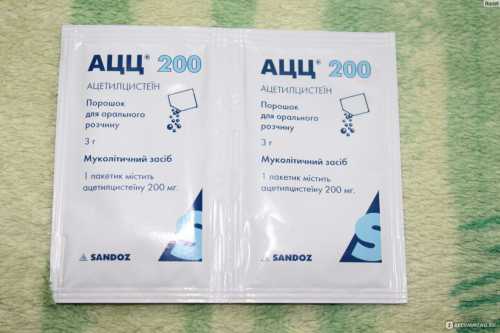 АЦЦ® 200
АЦЕТИЛЦИСТЕЇН
Порошок
для орального
розчину
3 г
Муколітичний засіб
1 пакетик містить
ацетилцистеїну 200 мг.
SANDOZ
АЦЦ® 200
АЦЕТИЛЦИСТЕЇН
Порошок
для орального
розчину
3 г
Муколітичний засіб
1 пакетик містить
ацетилцистеїну 200 мг.
S
SANDOZ